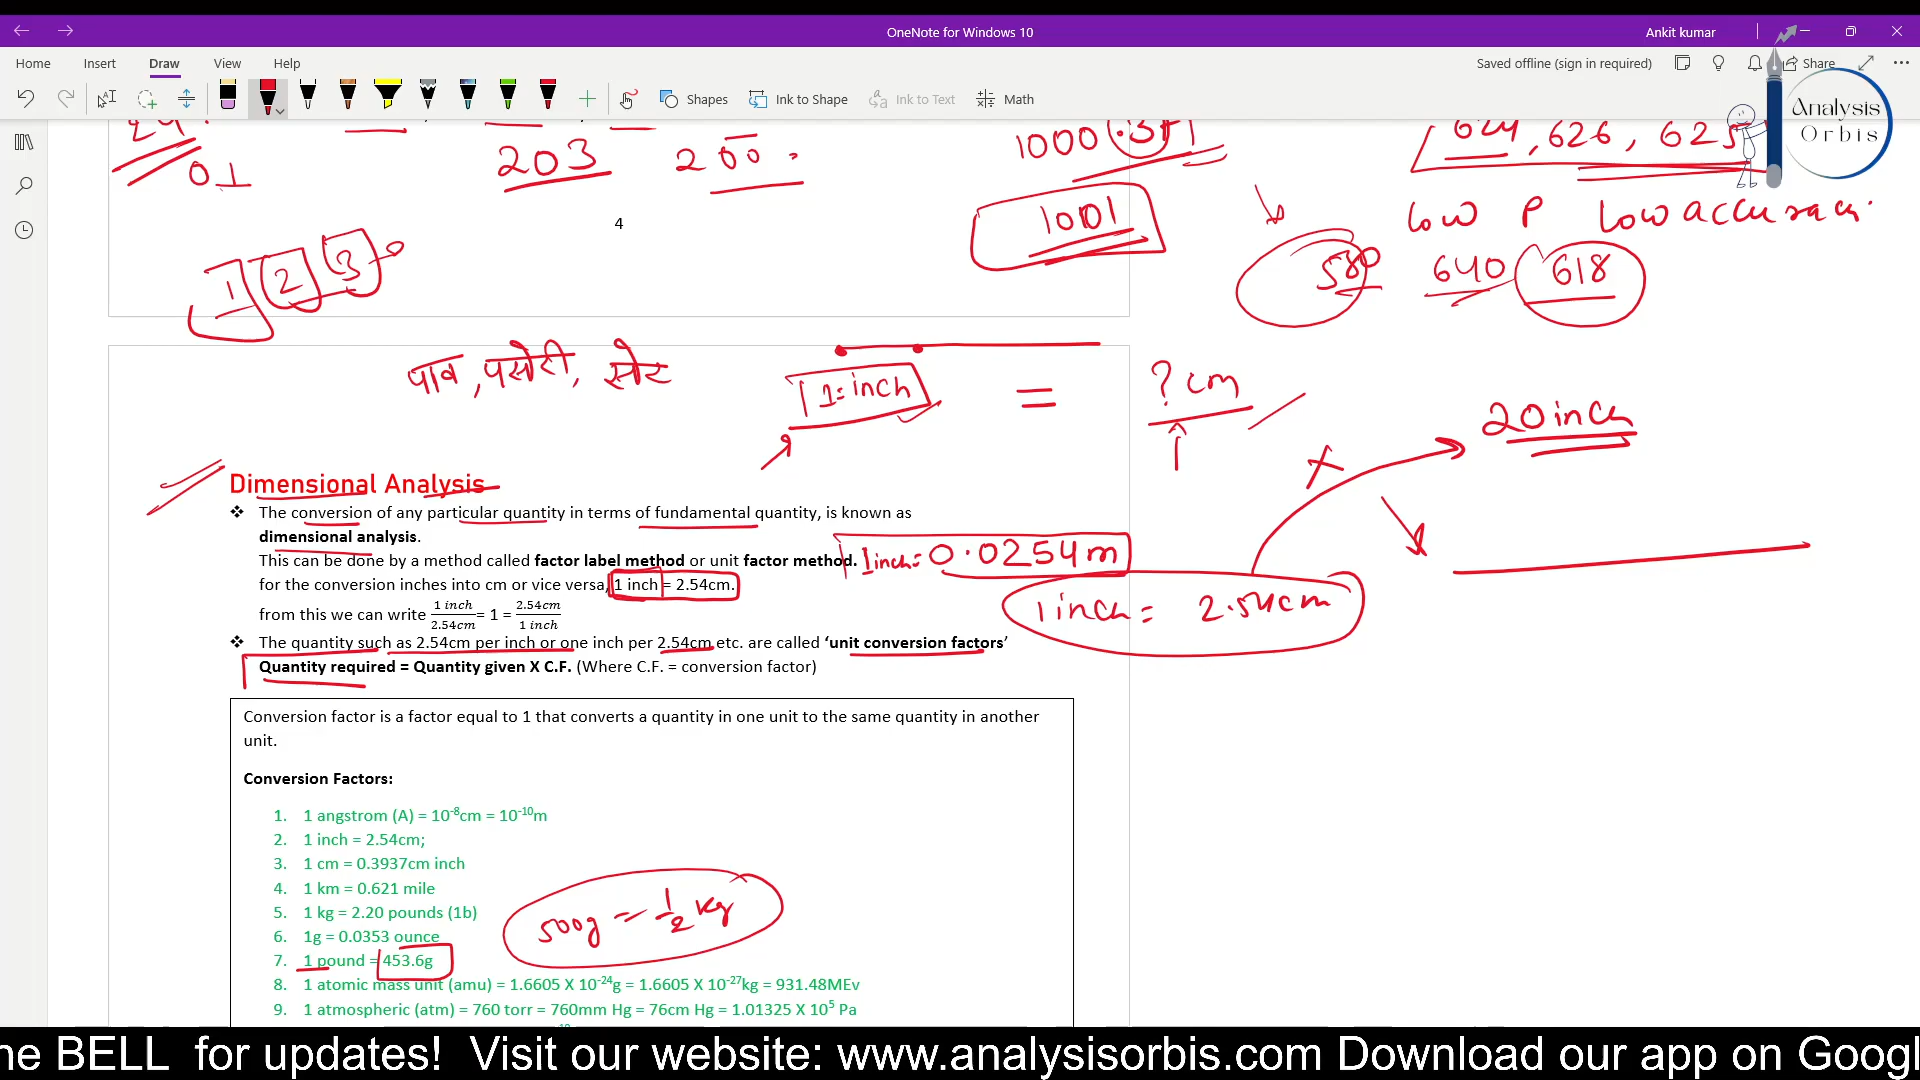 OneNote for Windows 10
Ankit kumar
Home Insert Draw View Help
Saved offline (sign in required)
Share
Shapes
Ink to Shape
Ink to Text
Math
Analysis
Orbis
203
200
01
1000.
1001
624, 626, 625
low P low accuracy
580 640 618
4
1 2 3
पाव, पसेरी, सेर
1 inch = ? cm
20 inch
Dimensional Analysis
❖ The conversion of any particular quantity in terms of fundamental quantity, is known as
dimensional analysis.
This can be done by a method called factor label method or unit factor method.
1 inch = 0.0254m
for the conversion inches into cm or vice versa, 1 inch = 2.54cm.
1 inch = 2.54cm
from this we can write 1 inch/2.54cm = 1 = 2.54cm/1 inch
❖ The quantity such as 2.54cm per inch or one inch per 2.54cm etc. are called ‘unit conversion factors’
Quantity required = Quantity given X C.F. (Where C.F. = conversion factor)
Conversion factor is a factor equal to 1 that converts a quantity in one unit to the same quantity in another
unit.
Conversion Factors:
1. 1 angstrom (A) = 10⁻⁸cm = 10⁻¹⁰m
2. 1 inch = 2.54cm;
3. 1 cm = 0.3937cm inch
4. 1 km = 0.621 mile
5. 1 kg = 2.20 pounds (1b)
6. 1g = 0.0353 ounce
7. 1 pound = 453.6g
500g = 1/2 kg
8. 1 atomic mass unit (amu) = 1.6605 X 10⁻²⁴g = 1.6605 X 10⁻²⁷kg = 931.48MEv
9. 1 atmospheric (atm) = 760 torr = 760mm Hg = 76cm Hg = 1.01325 X 10⁵ Pa
he BELL for updates! Visit our website: www.analysisorbis.com Download our app on Googl